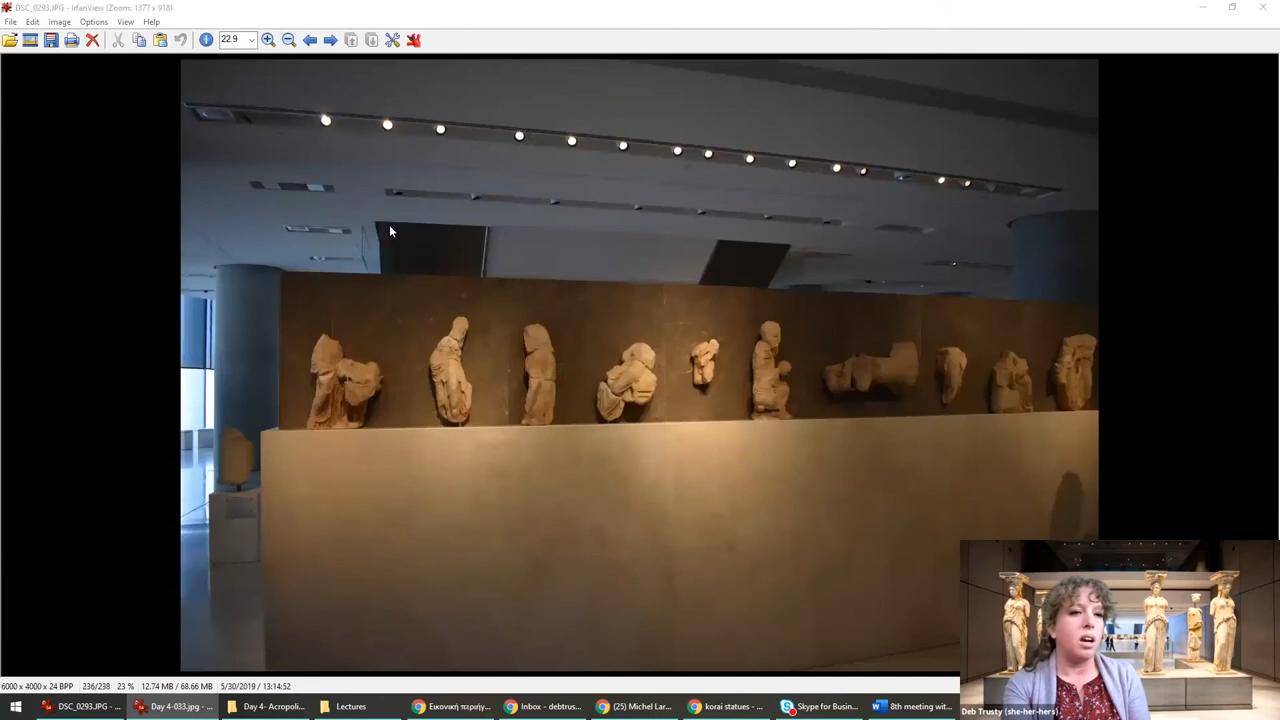 DSC_0293.JPG - IrfanView (Zoom: 1377 x 918)
File Edit Image Options View Help
22.9
6000 x 4000 x 24 BPP 236/238 23 % 12.74 MB / 68.66 MB 5/30/2019 / 13:14:52
Deb Trusty (she-her-hers)
DSC_0293.JPG - ... Day 4-033.jpg - ... Day 4- Acropoli... Lectures Εικονική περιήγ... Inbox - debtrus... (25) Michel Lar... korai statues - ... Skype for Busin... 8th meeting wi...